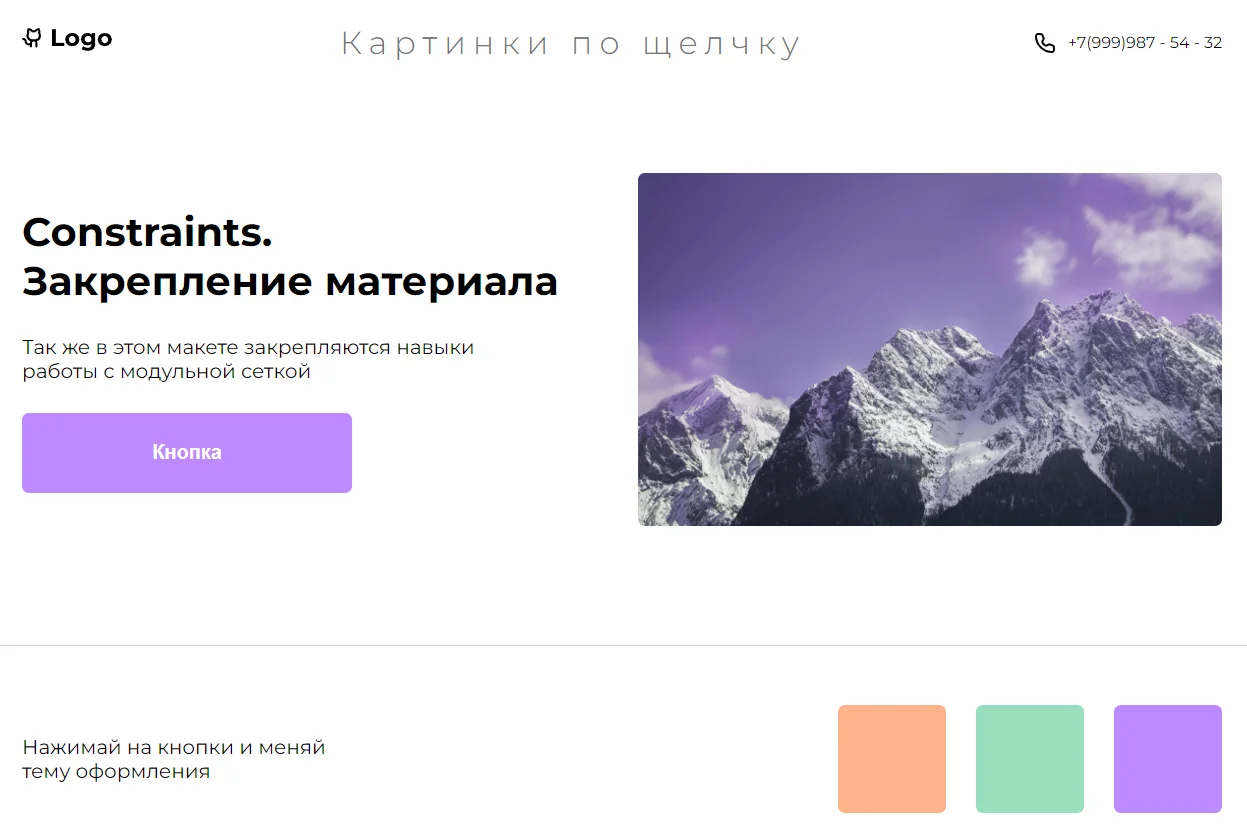 Logo
Картинки по щелчку
+7(999)987 - 54 - 32
Constraints.
Закрепление материала
Так же в этом макете закрепляются навыки
работы с модульной сеткой
Кнопка
Нажимай на кнопки и меняй
тему оформления